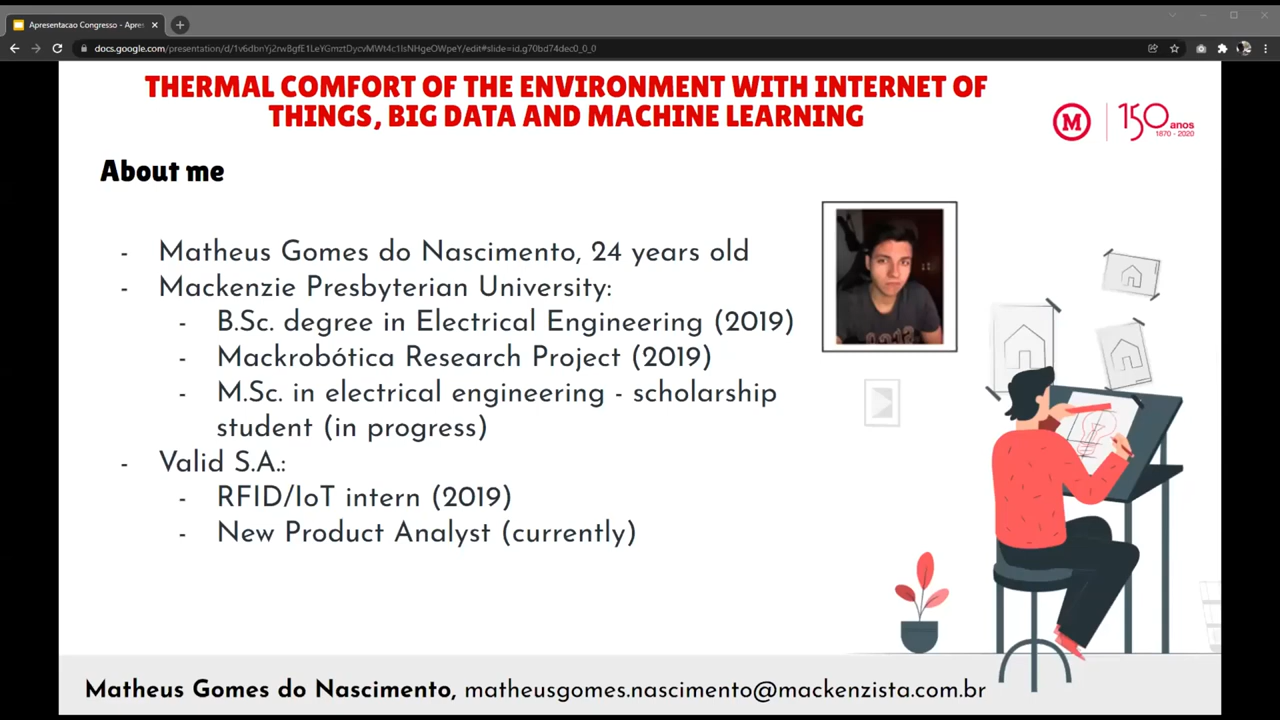 Apresentacao Congresso - Apres
docs.google.com/presentation/d/1v6dbnYj2rwBgfE1LeYGmztDycvMWt4c1IsNHgeOWpeY/edit#slide=id.g70bd74dec0_0_0
THERMAL COMFORT OF THE ENVIRONMENT WITH INTERNET OF
THINGS, BIG DATA AND MACHINE LEARNING
M
150 anos
1870 - 2020
About me
- Matheus Gomes do Nascimento, 24 years old
- Mackenzie Presbyterian University:
- B.Sc. degree in Electrical Engineering (2019)
- Mackrobótica Research Project (2019)
- M.Sc. in electrical engineering - scholarship
student (in progress)
- Valid S.A.:
- RFID/IoT intern (2019)
- New Product Analyst (currently)
Matheus Gomes do Nascimento, matheusgomes.nascimento@mackenzista.com.br